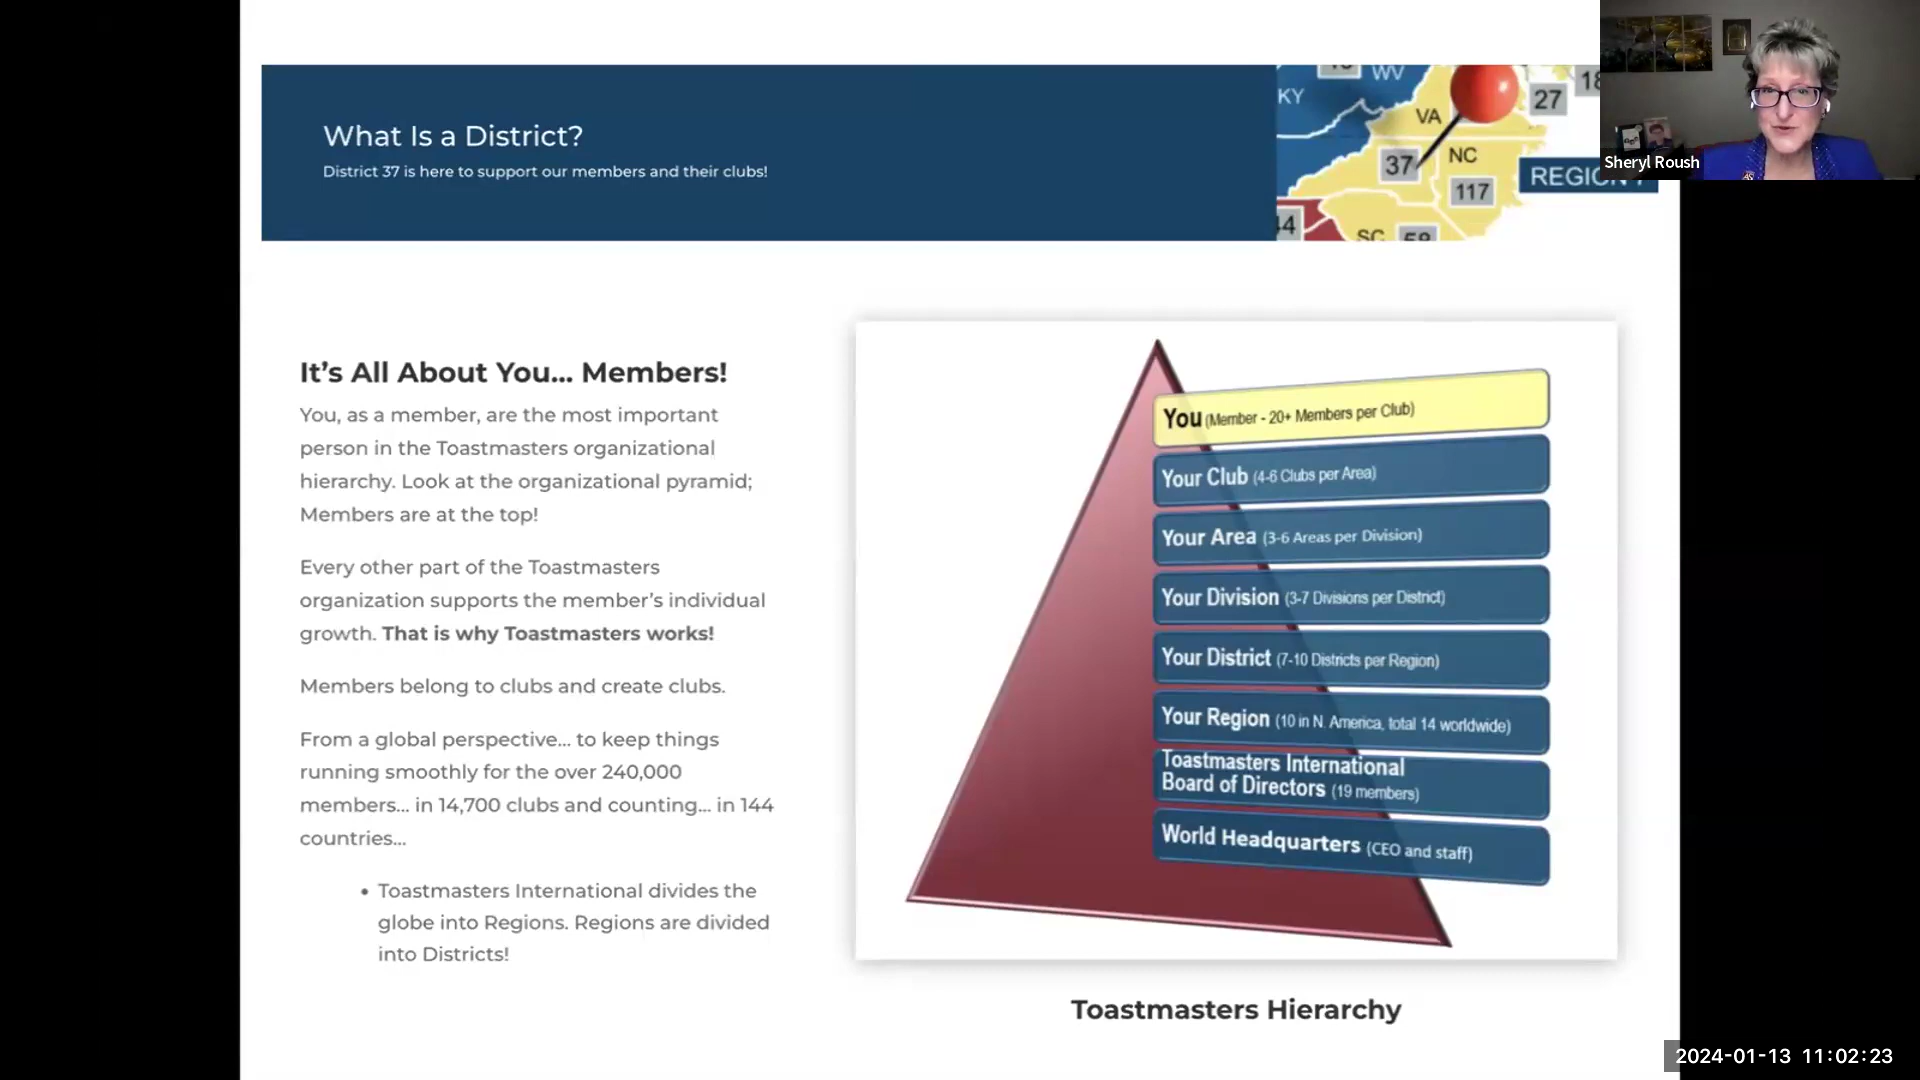 What Is a District?
District 37 is here to support our members and their clubs!
WV
KY
VA
27
18
37
NC
117
REGION
44
SC
58
Sheryl Roush
It's All About You... Members!
You, as a member, are the most important
person in the Toastmasters organizational
hierarchy. Look at the organizational pyramid;
Members are at the top!
Every other part of the Toastmasters
organization supports the member's individual
growth. That is why Toastmasters works!
Members belong to clubs and create clubs.
From a global perspective... to keep things
running smoothly for the over 240,000
members... in 14,700 clubs and counting... in 144
countries...
• Toastmasters International divides the
globe into Regions. Regions are divided
into Districts!
You (Member - 20+ Members per Club)
Your Club (4-6 Clubs per Area)
Your Area (3-6 Areas per Division)
Your Division (3-7 Divisions per District)
Your District (7-10 Districts per Region)
Your Region (10 in N. America, total 14 worldwide)
Toastmasters International
Board of Directors (19 members)
World Headquarters (CEO and staff)
Toastmasters Hierarchy
2024-01-13 11:02:23